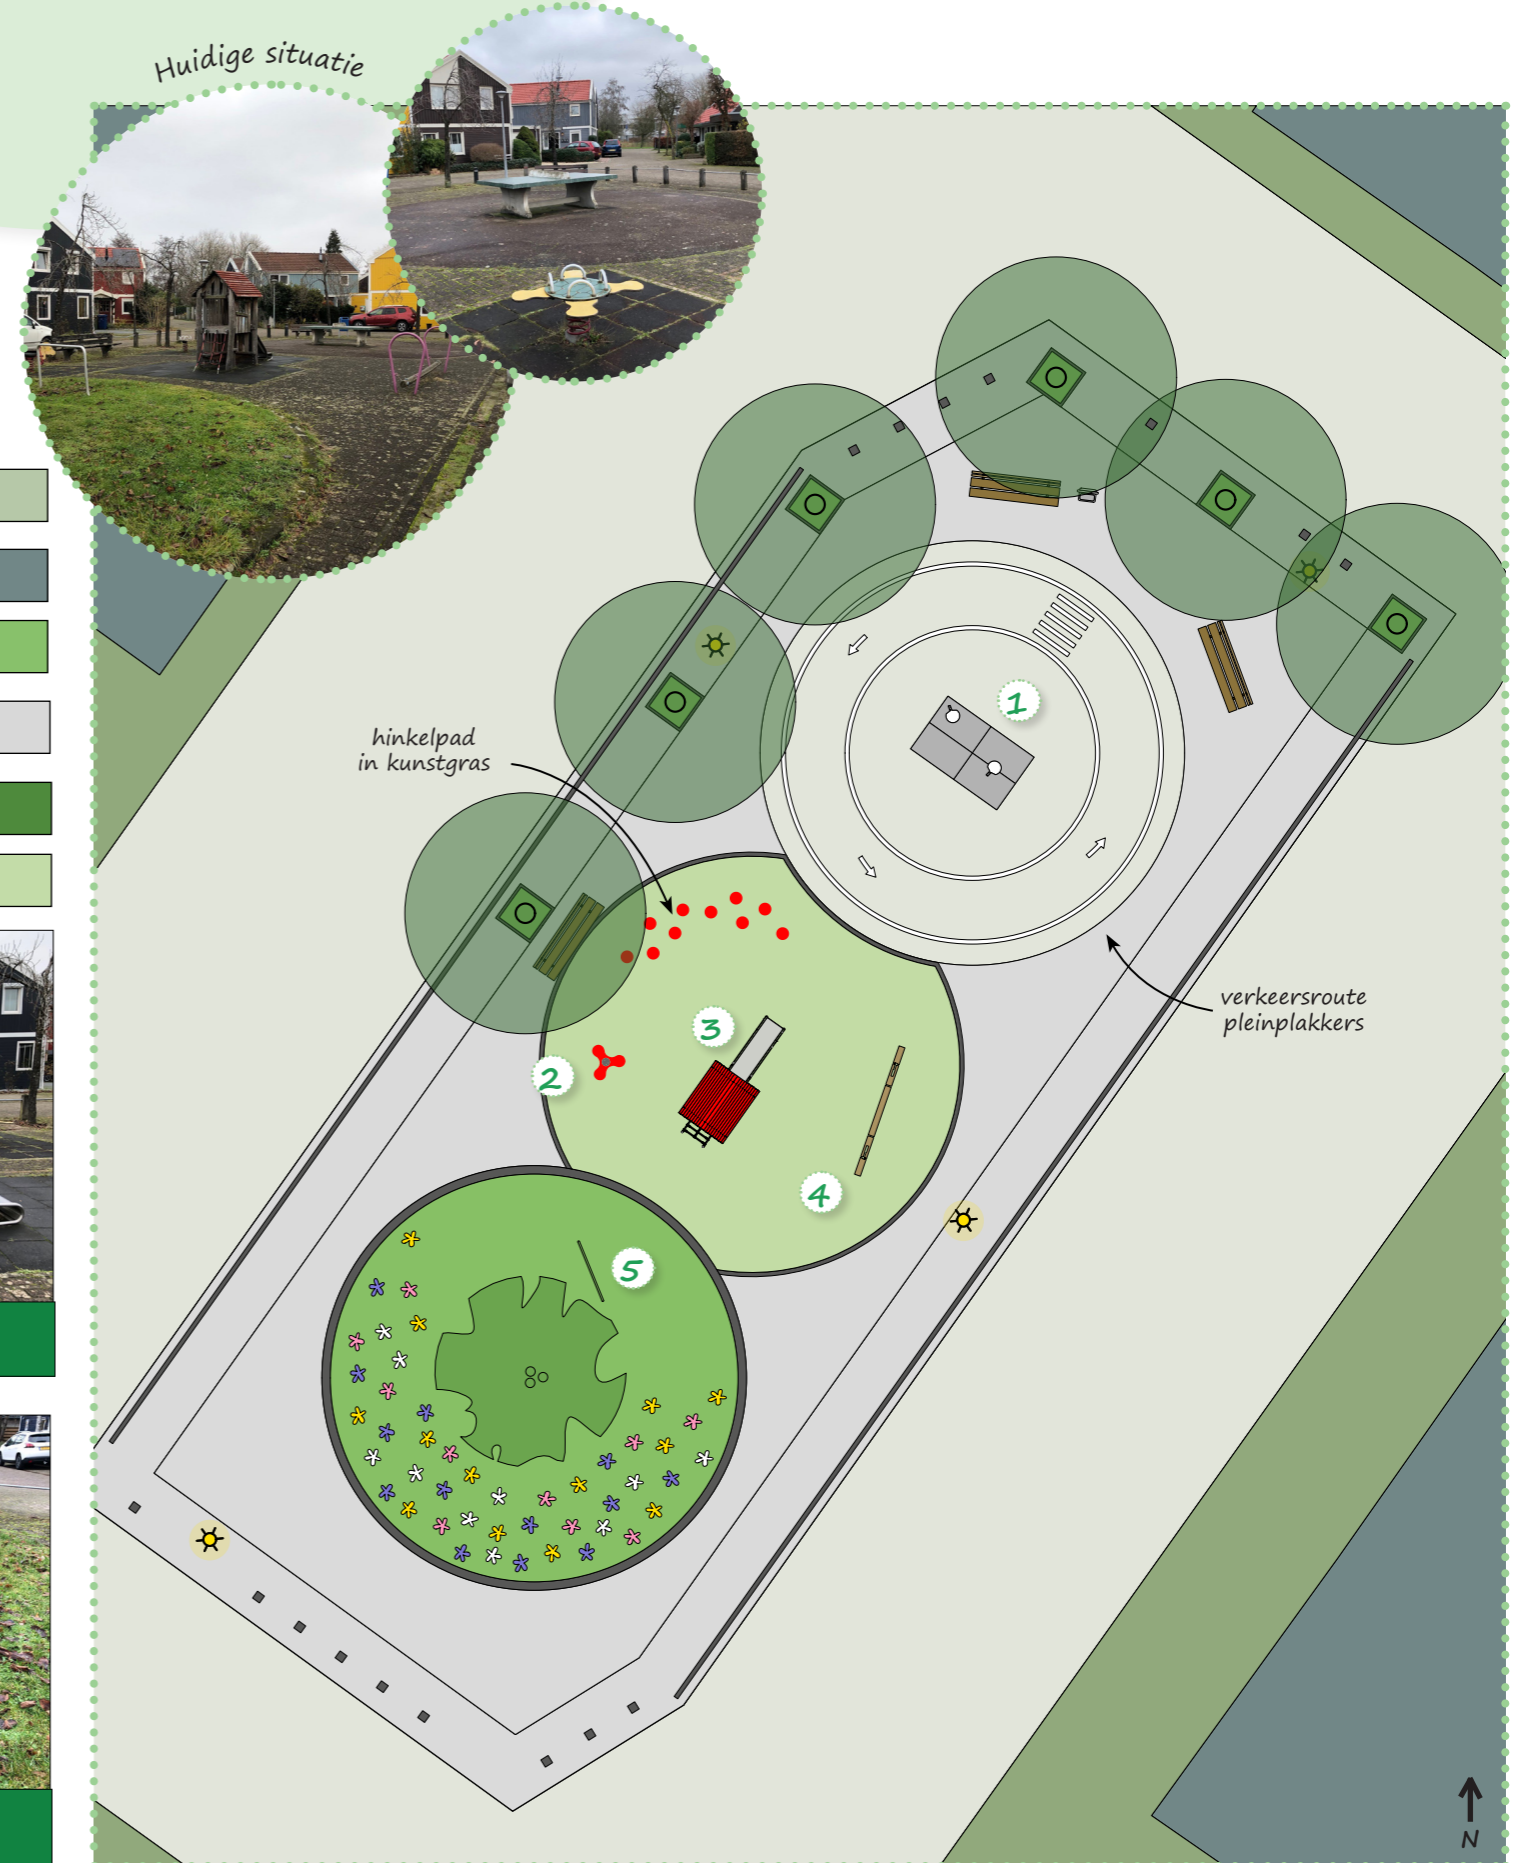 Huidige situatie
hinkelpad
in kunstgras
1
verkeersroute
pleinplakkers
3
2
4
5
N